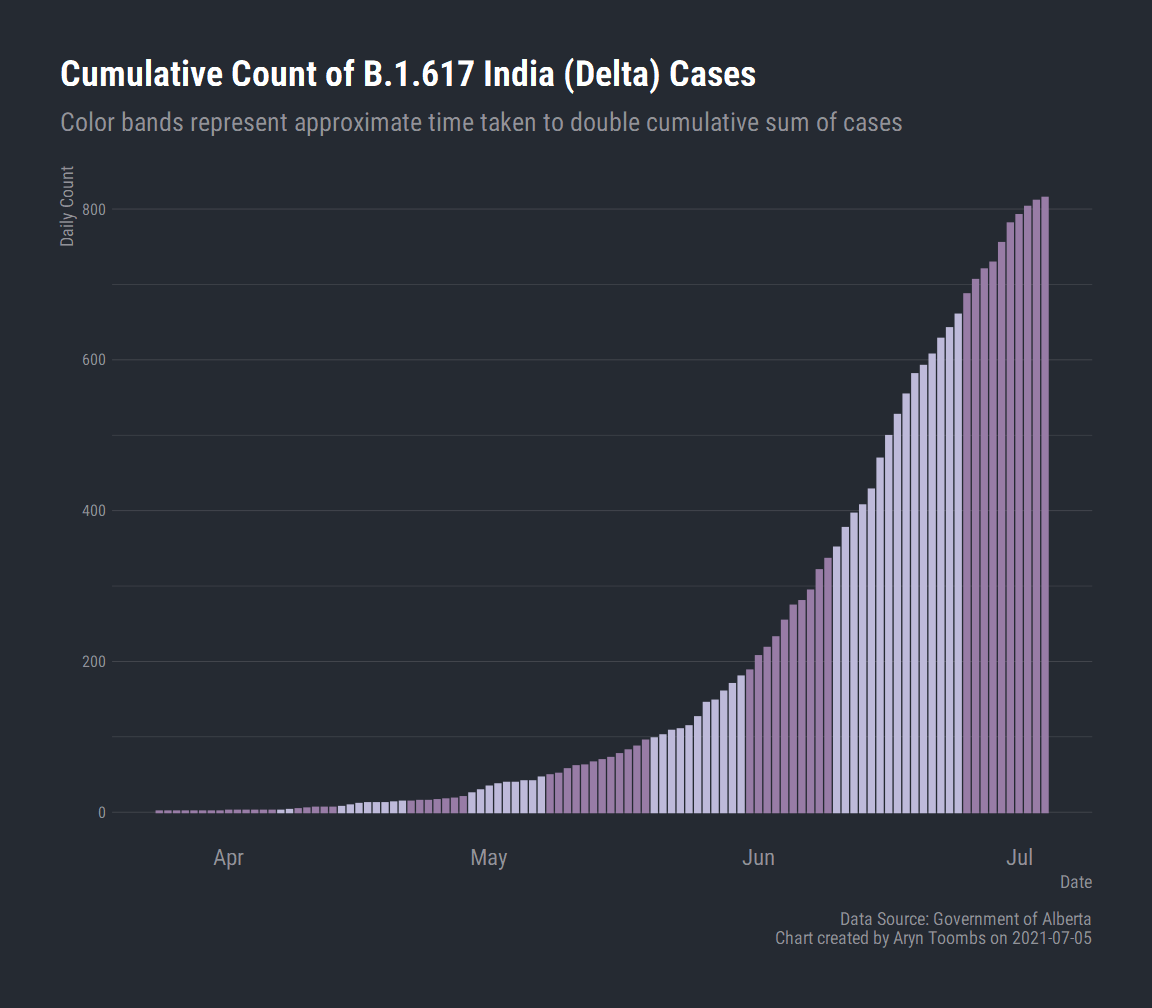 Cumulative Count of B.1.617 India (Delta) Cases
Color bands represent approximate time taken to double cumulative sum of cases
Daily Count
800
600
400
200
0
Apr May Jun Jul
Date
Data Source: Government of Alberta
Chart created by Aryn Toombs on 2021-07-05